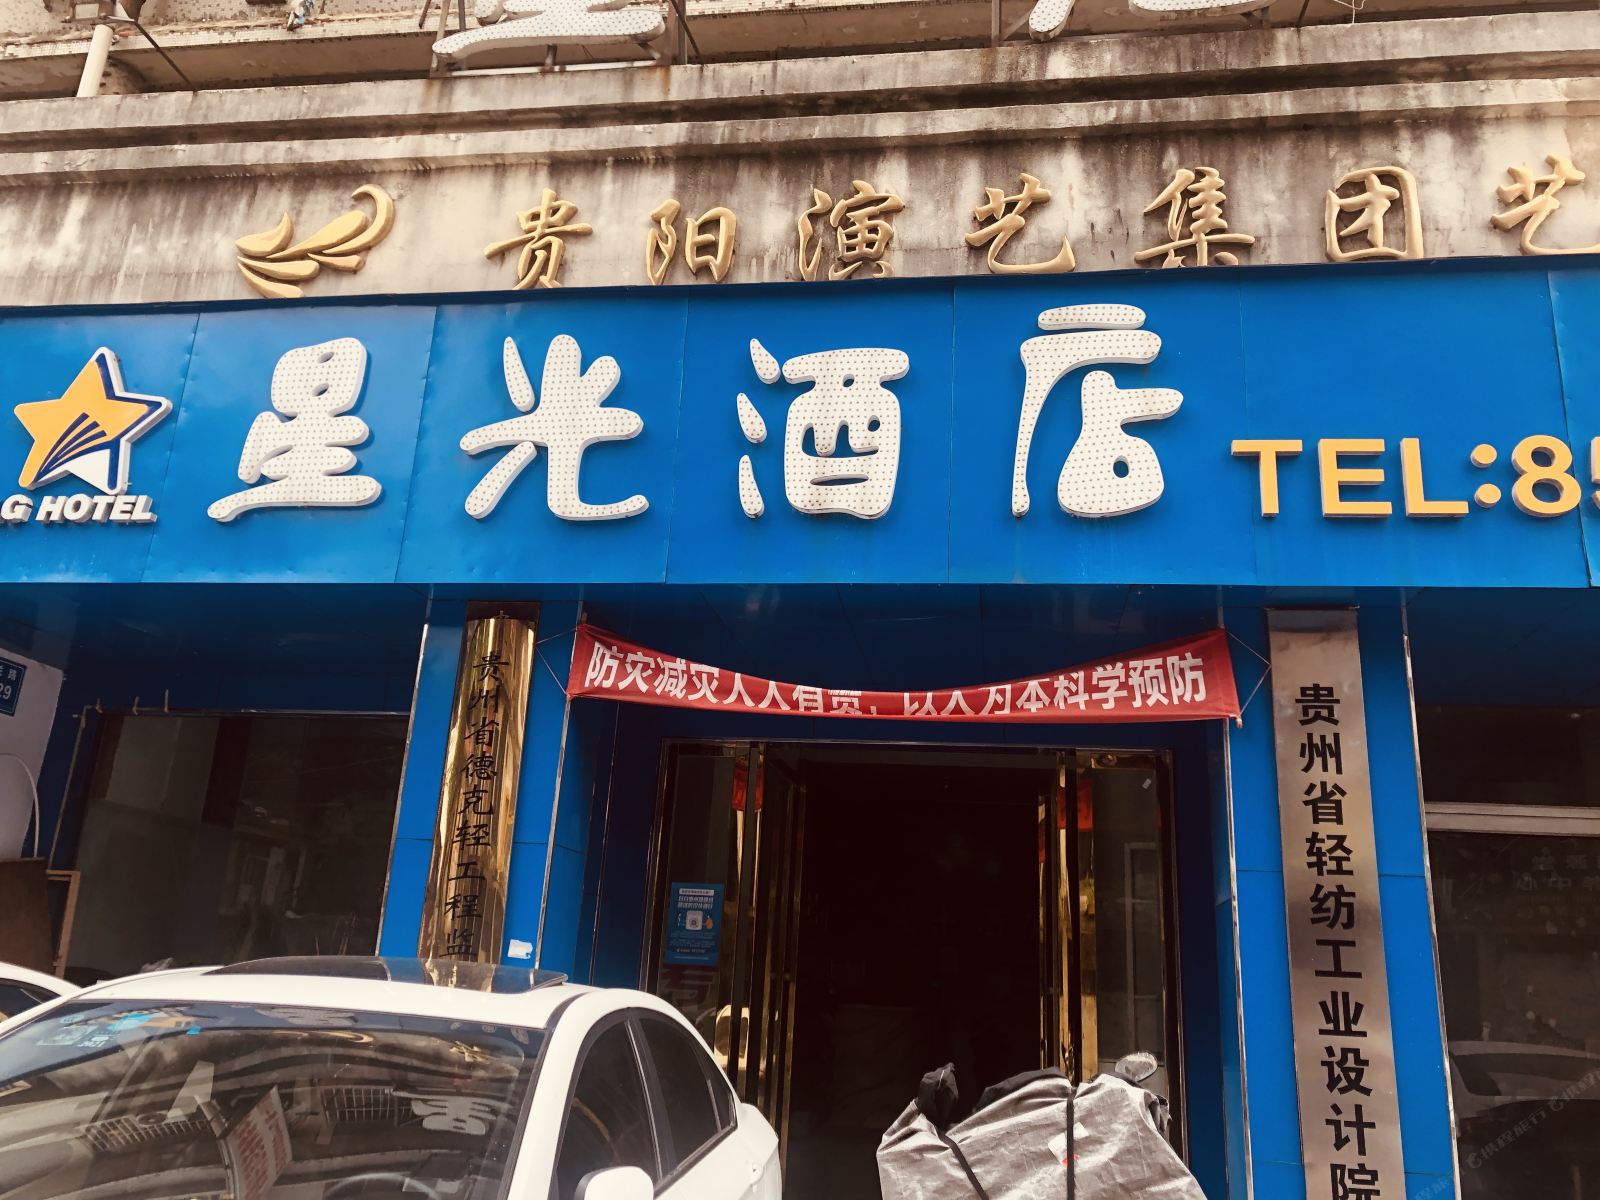 贵阳演艺集团艺
星光酒店
TEL:85
G HOTEL
防灾减灾人人有责，以人为本科学预防
贵州省德克轻工程监
贵州省轻纺工业设计院
29